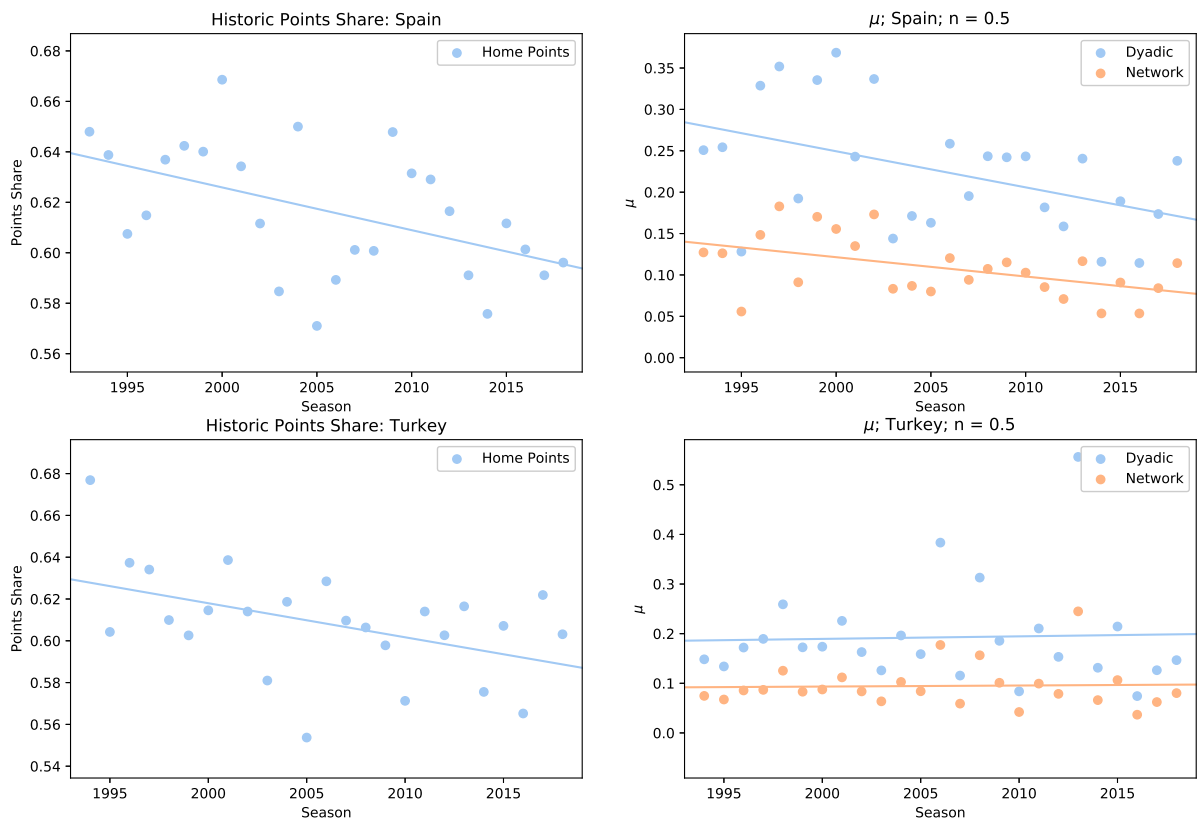 Historic Points Share: Spain
Points Share
0.68
0.66
0.64
0.62
0.60
0.58
0.56
Home Points
1995 2000 2005 2010 2015
Season
μ; Spain; n = 0.5
μ
0.35
0.30
0.25
0.20
0.15
0.10
0.05
0.00
Dyadic
Network
1995 2000 2005 2010 2015
Season
Historic Points Share: Turkey
Points Share
0.68
0.66
0.64
0.62
0.60
0.58
0.56
0.54
Home Points
1995 2000 2005 2010 2015
Season
μ; Turkey; n = 0.5
μ
0.5
0.4
0.3
0.2
0.1
0.0
Dyadic
Network
1995 2000 2005 2010 2015
Season